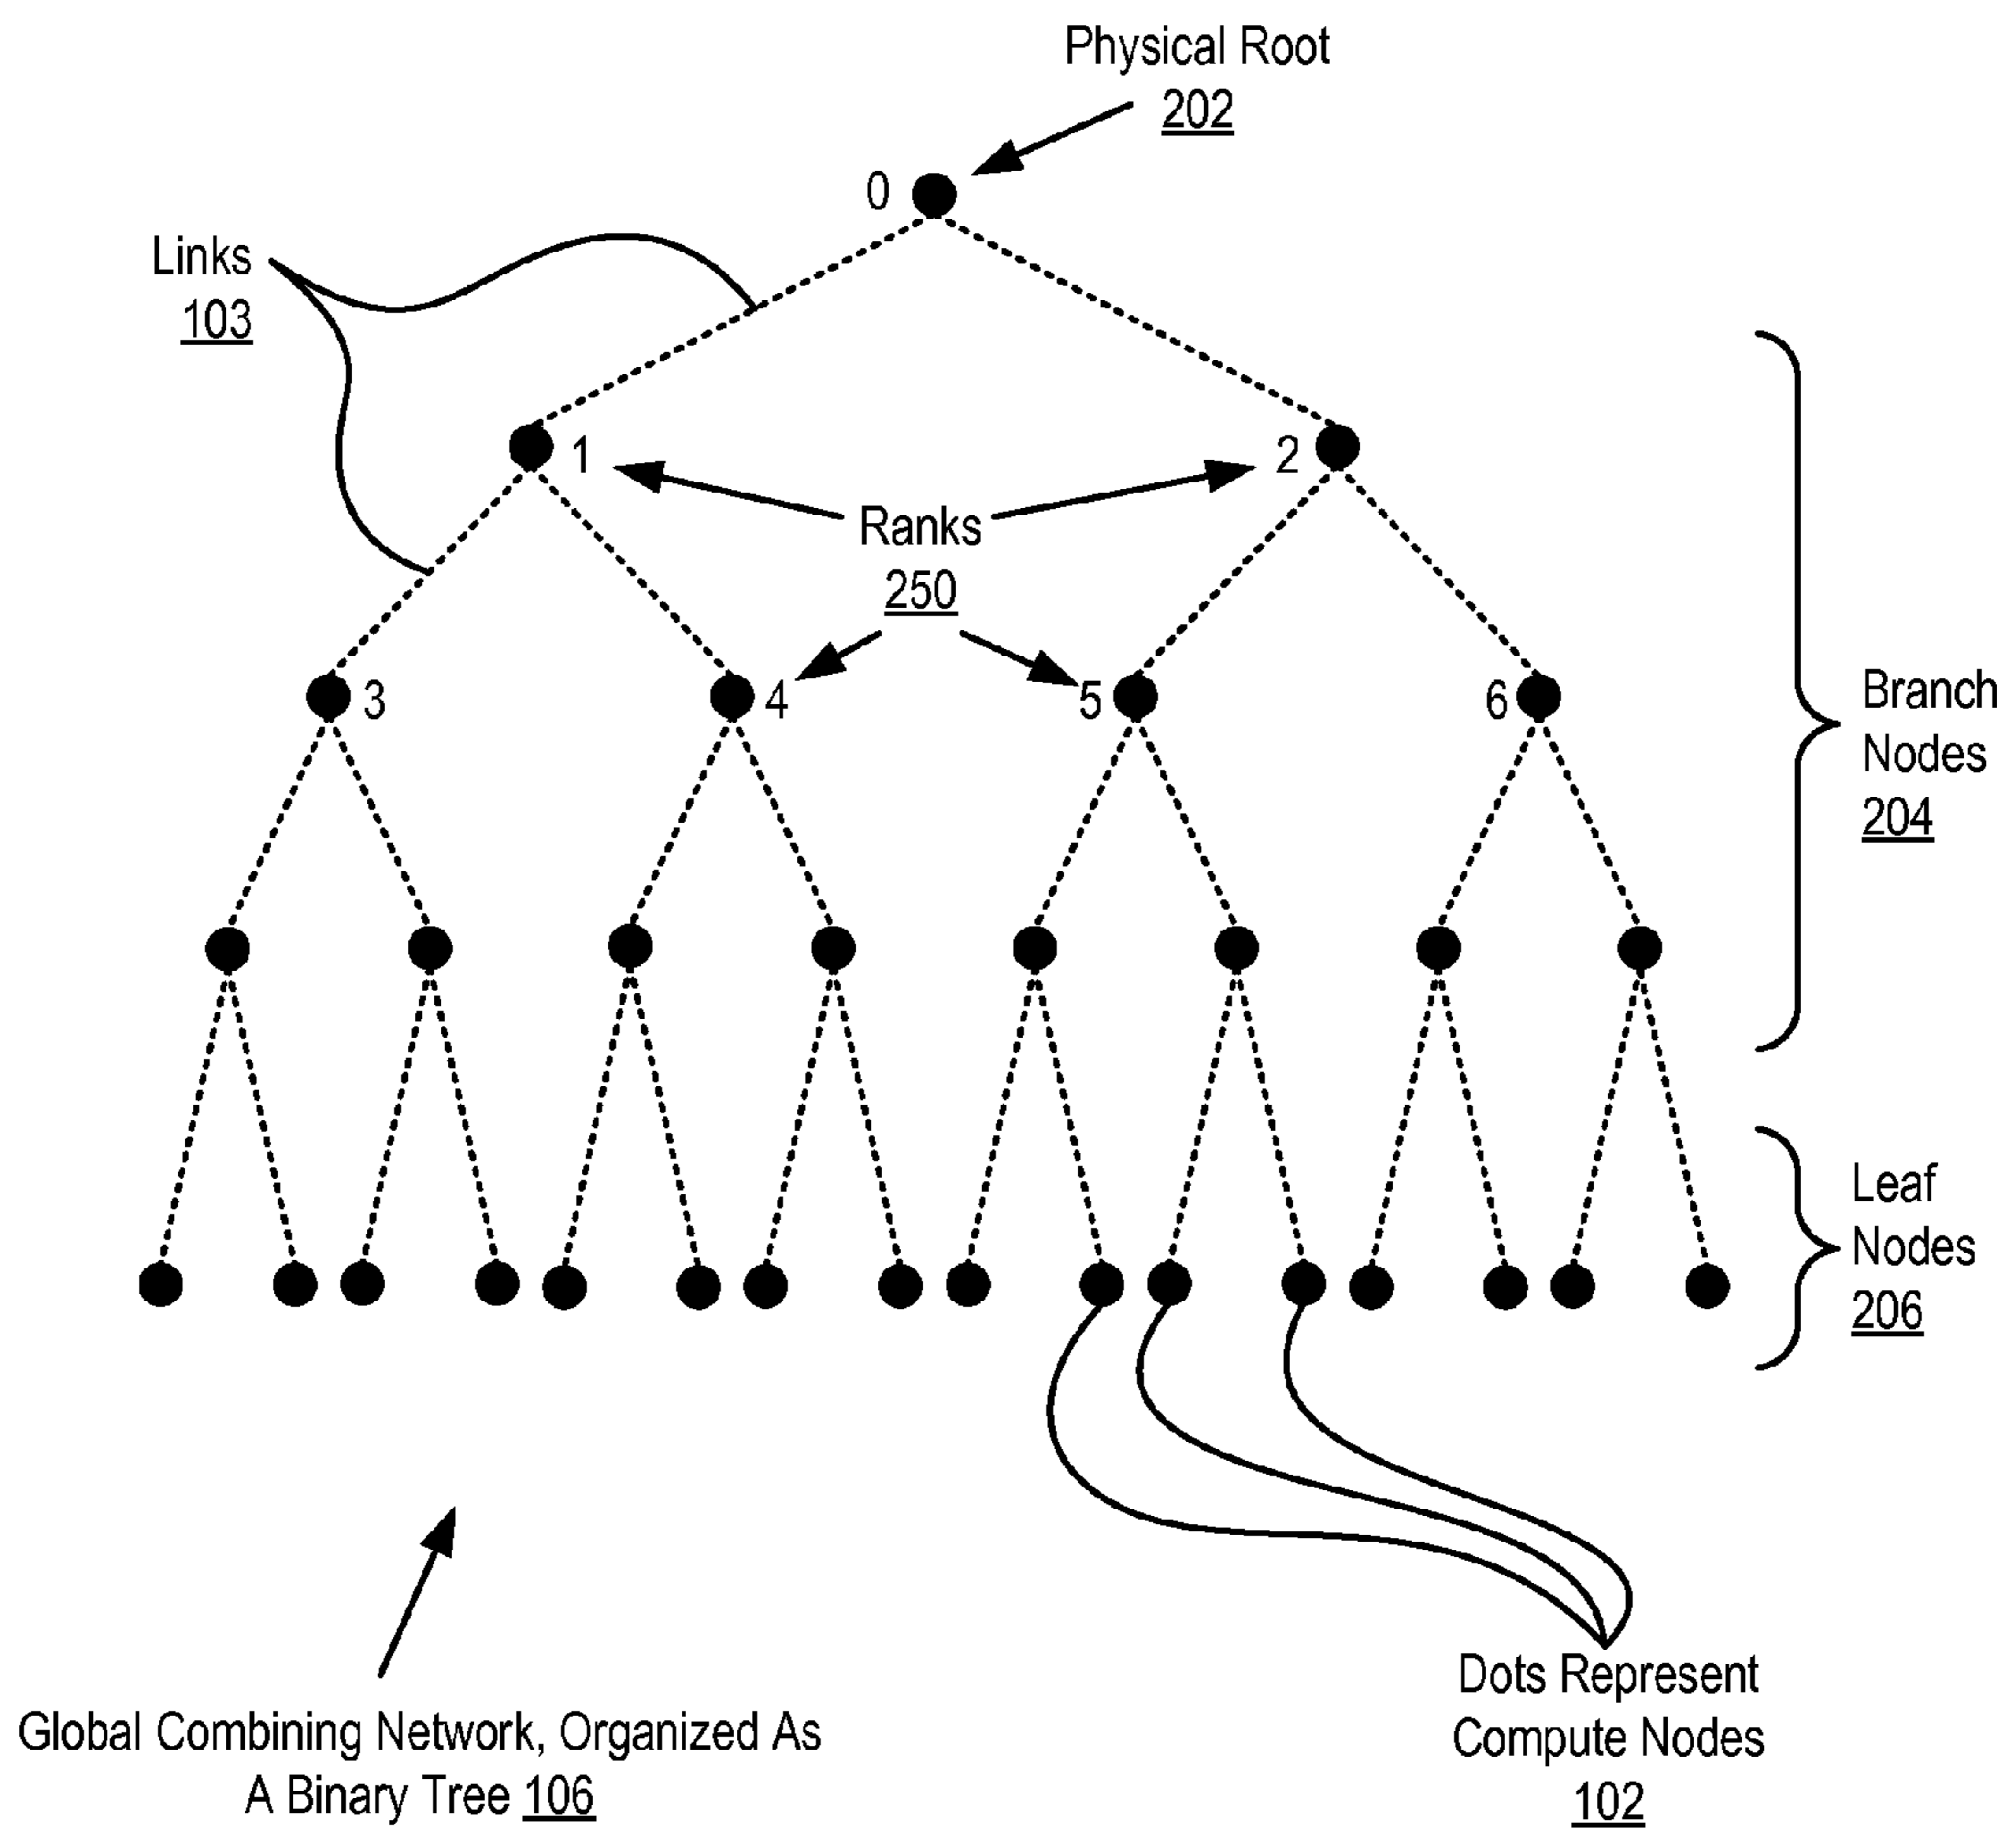 Physical Root
202
0
Links
103
1
2
Ranks
250
3
4
5
6
Branch
Nodes
204
Leaf
Nodes
206
Dots Represent
Compute Nodes
102
Global Combining Network, Organized As
A Binary Tree 106